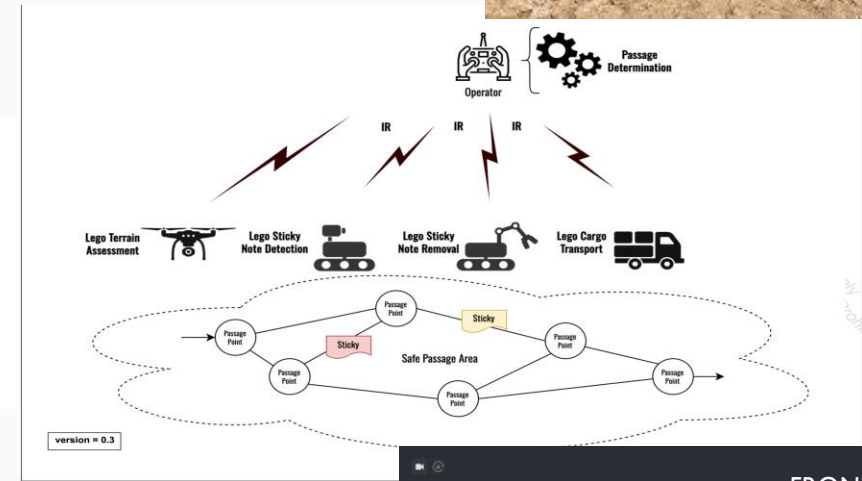 Passage
Determination
Operator
IR
IR
IR
Lego Terrain
Assessment
Lego Sticky
Note Detection
Lego Sticky
Note Removal
Lego Cargo
Transport
Passage
Point
Sticky
Passage
Point
Sticky
Passage
Point
Safe Passage Area
Passage
Point
Passage
Point
Passage
Point
version = 0.3